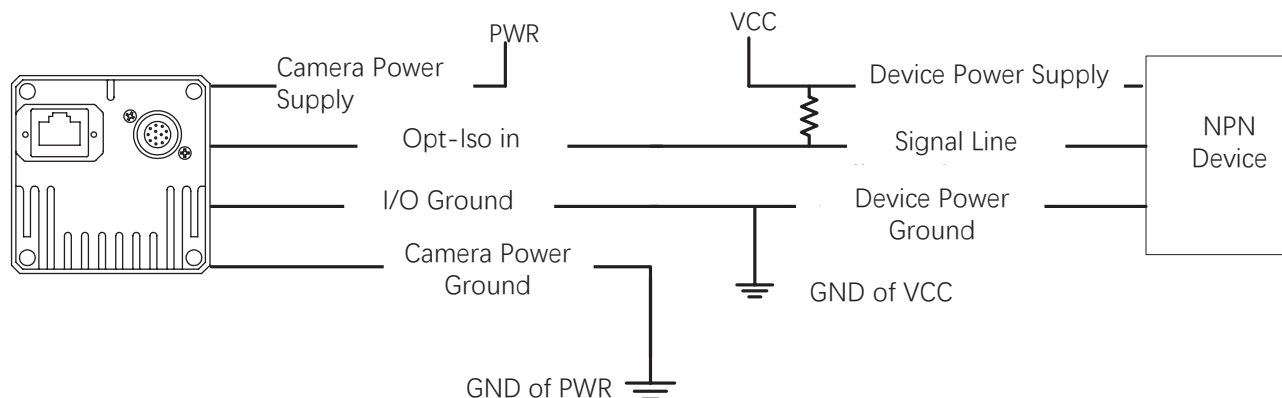 PWR
VCC
Camera Power
Supply
Device Power Supply
Opt-Iso in
Signal Line
NPN
Device
I/O Ground
Device Power
Ground
Camera Power
Ground
GND of VCC
GND of PWR